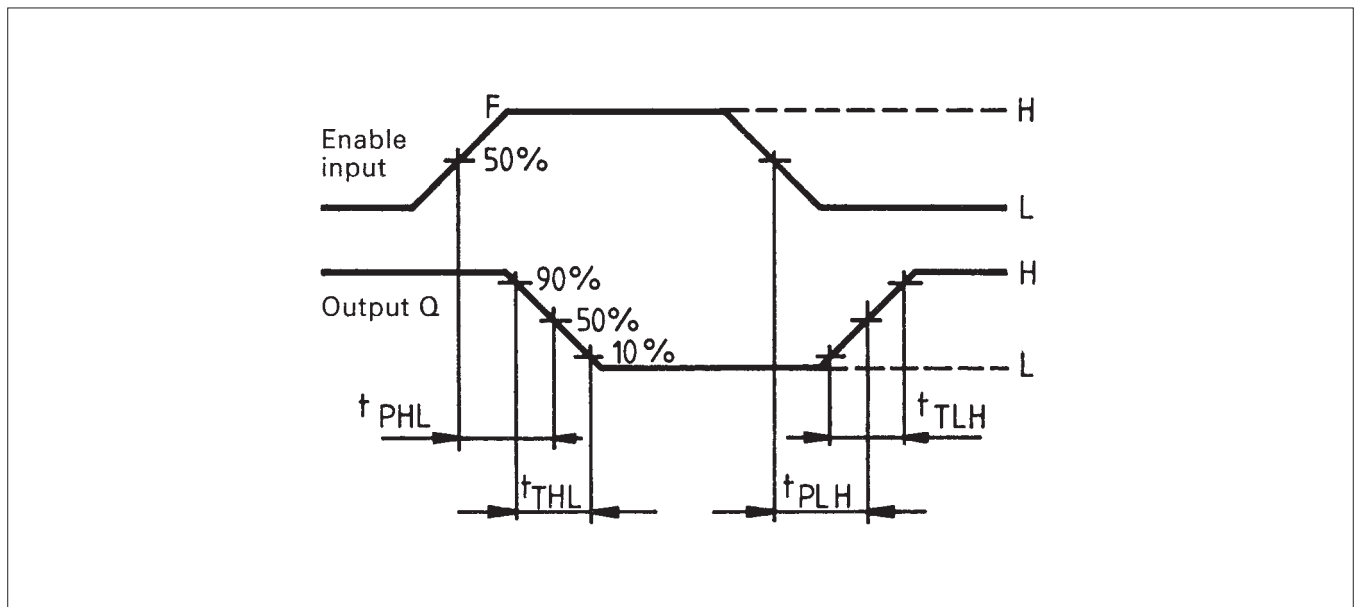 F
H
Enable
input
50%
L
H
90%
Output Q
50%
10%
L
tPHL
tTLH
tTHL
tPLH